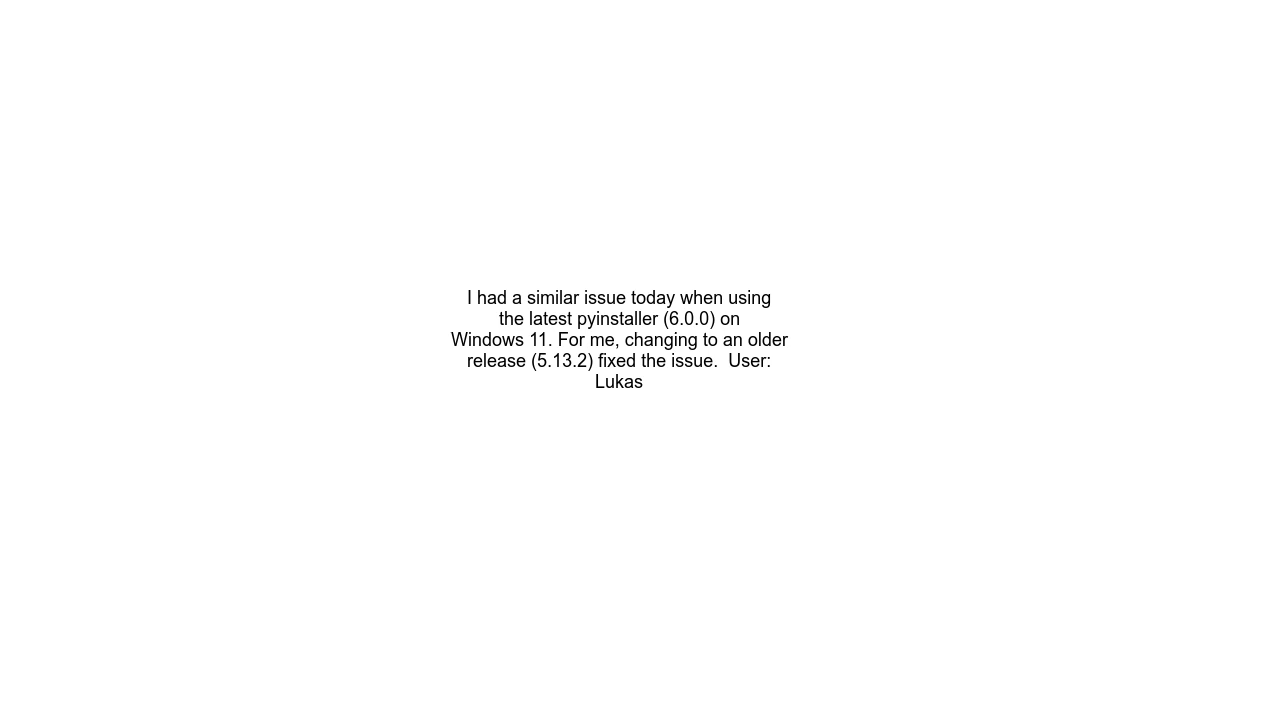 I had a similar issue today when using
the latest pyinstaller (6.0.0) on
Windows 11. For me, changing to an older
release (5.13.2) fixed the issue.  User:
Lukas